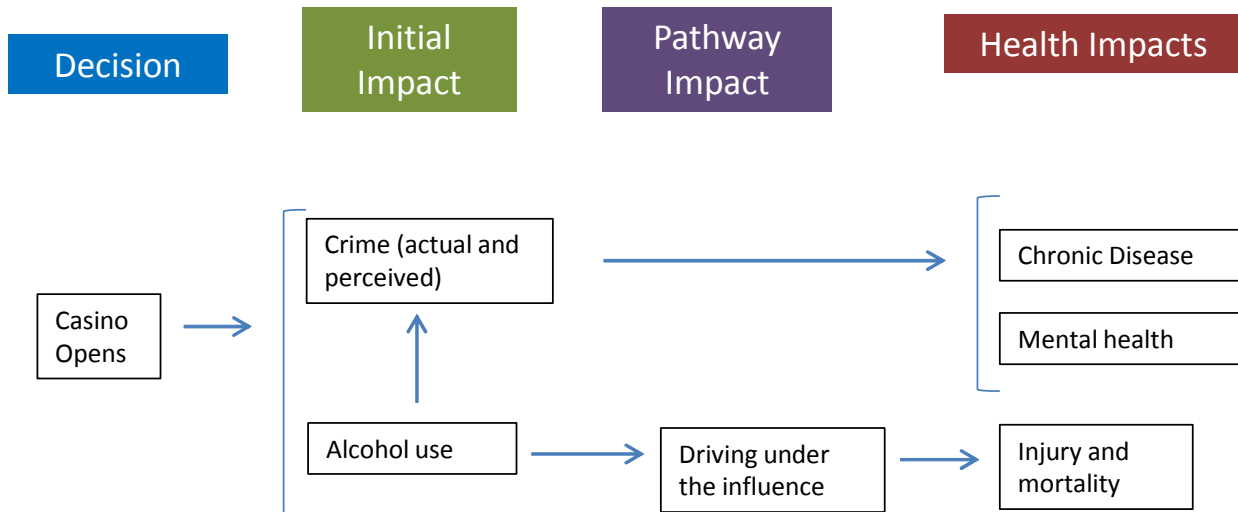 Decision
Initial
Impact
Pathway
Impact
Health Impacts
Casino
Opens
Crime (actual and
perceived)
Alcohol use
Driving under
the influence
Chronic Disease
Mental health
Injury and
mortality